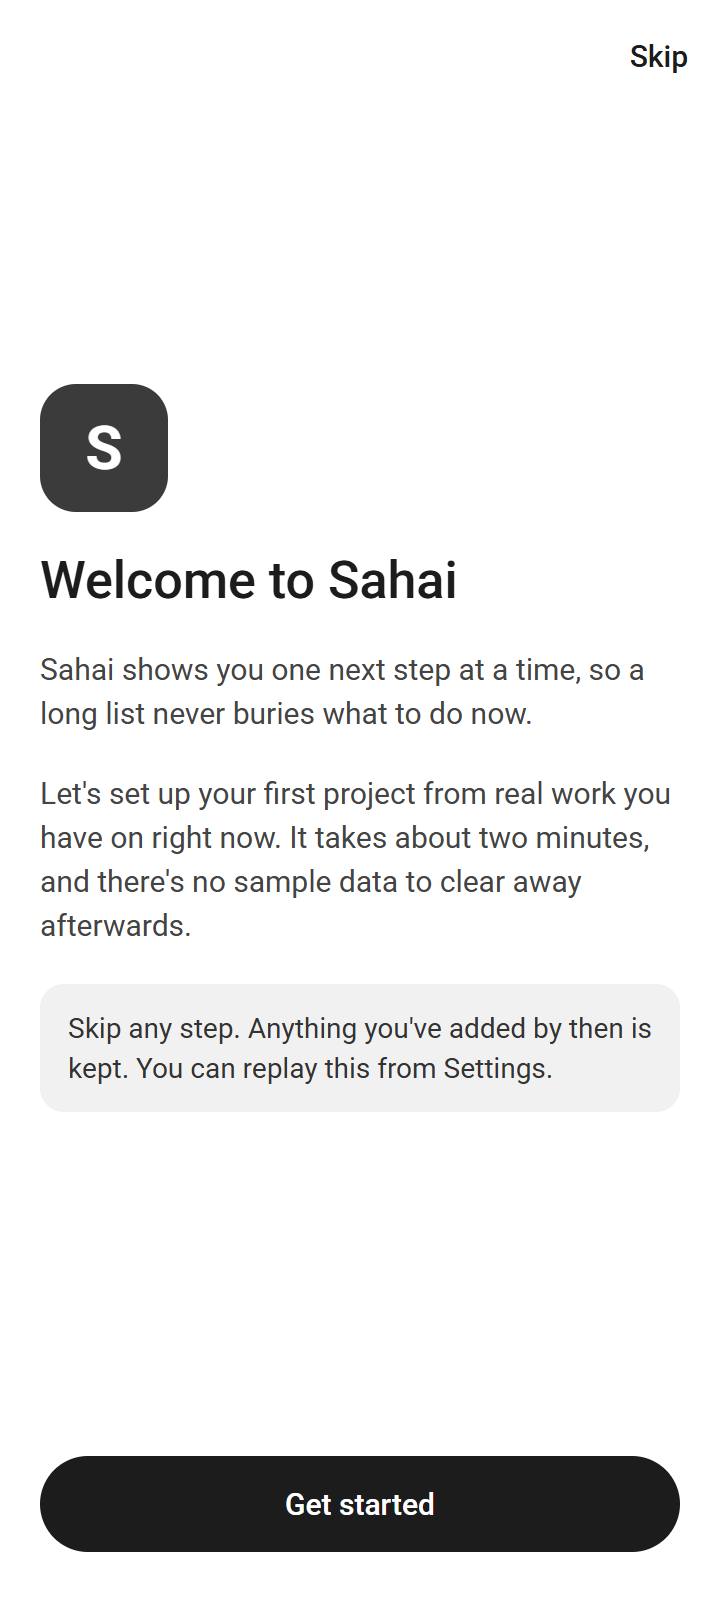 Skip
S
Welcome to Sahai
Sahai shows you one next step at a time, so a
long list never buries what to do now.
Let's set up your first project from real work you
have on right now. It takes about two minutes,
and there's no sample data to clear away
afterwards.
Skip any step. Anything you've added by then is
kept. You can replay this from Settings.
Get started